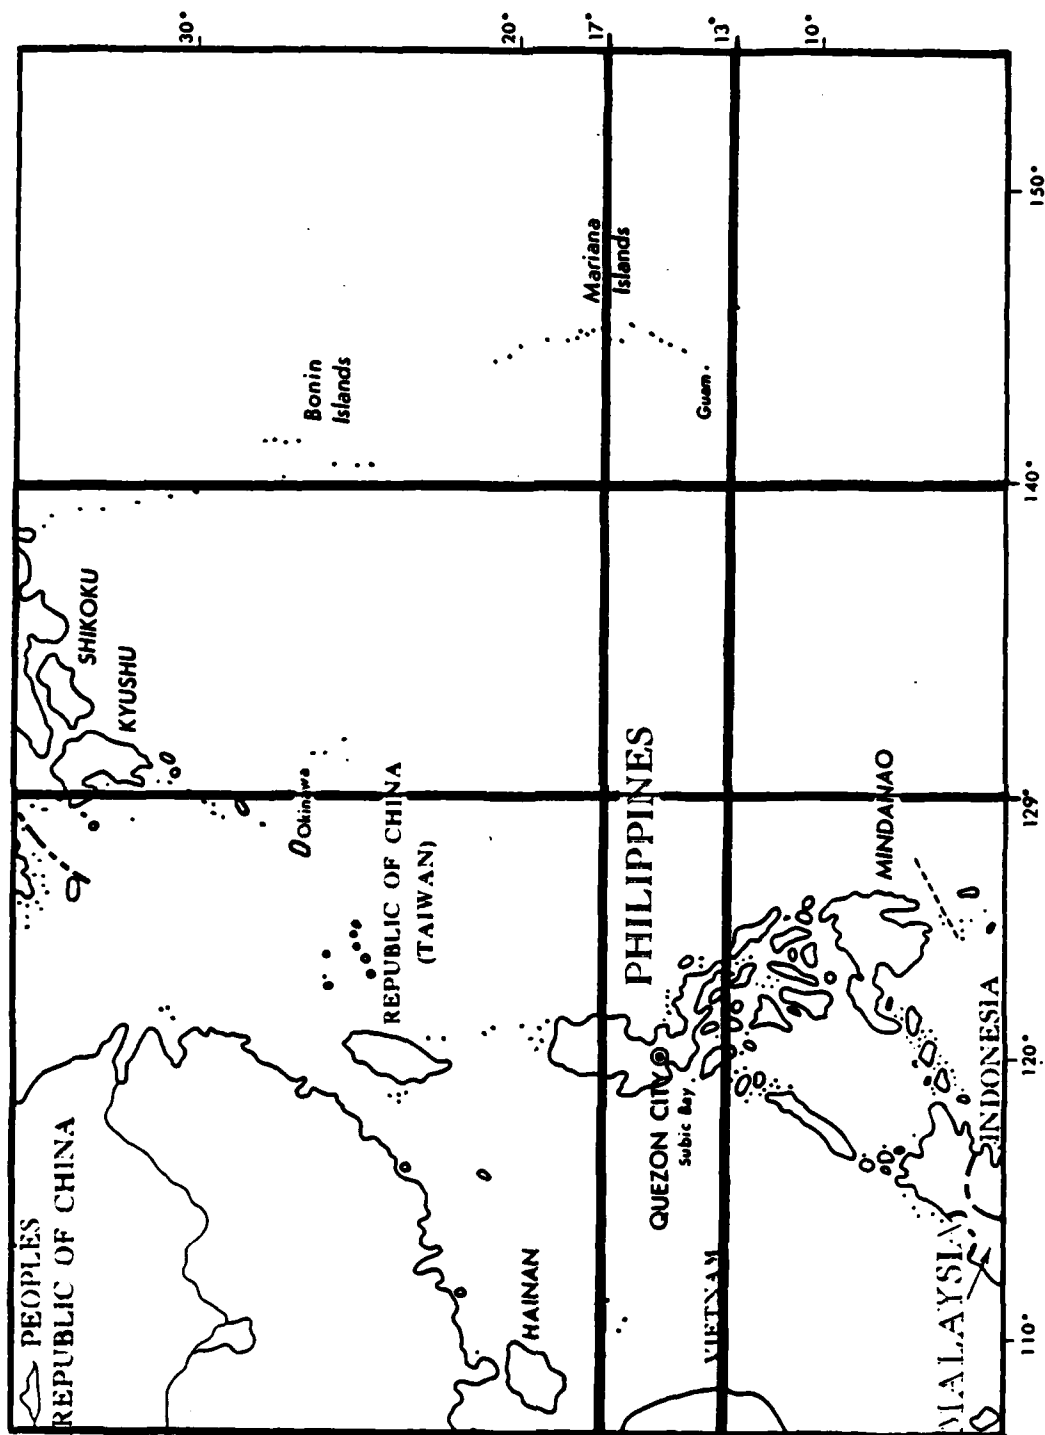 PEOPLES
REPUBLIC OF CHINA
SHIKOKU
KYUSHU
Okinawa
Bonin
Islands
REPUBLIC OF CHINA
(TAIWAN)
HAINAN
Mariana
Islands
PHILIPPINES
QUEZON CITY
Subic Bay
Guam
VIETNAM
MINDANAO
MALAYSIA
INDONESIA
30°
20°
17°
13°
10°
110°
120°
129°
140°
150°